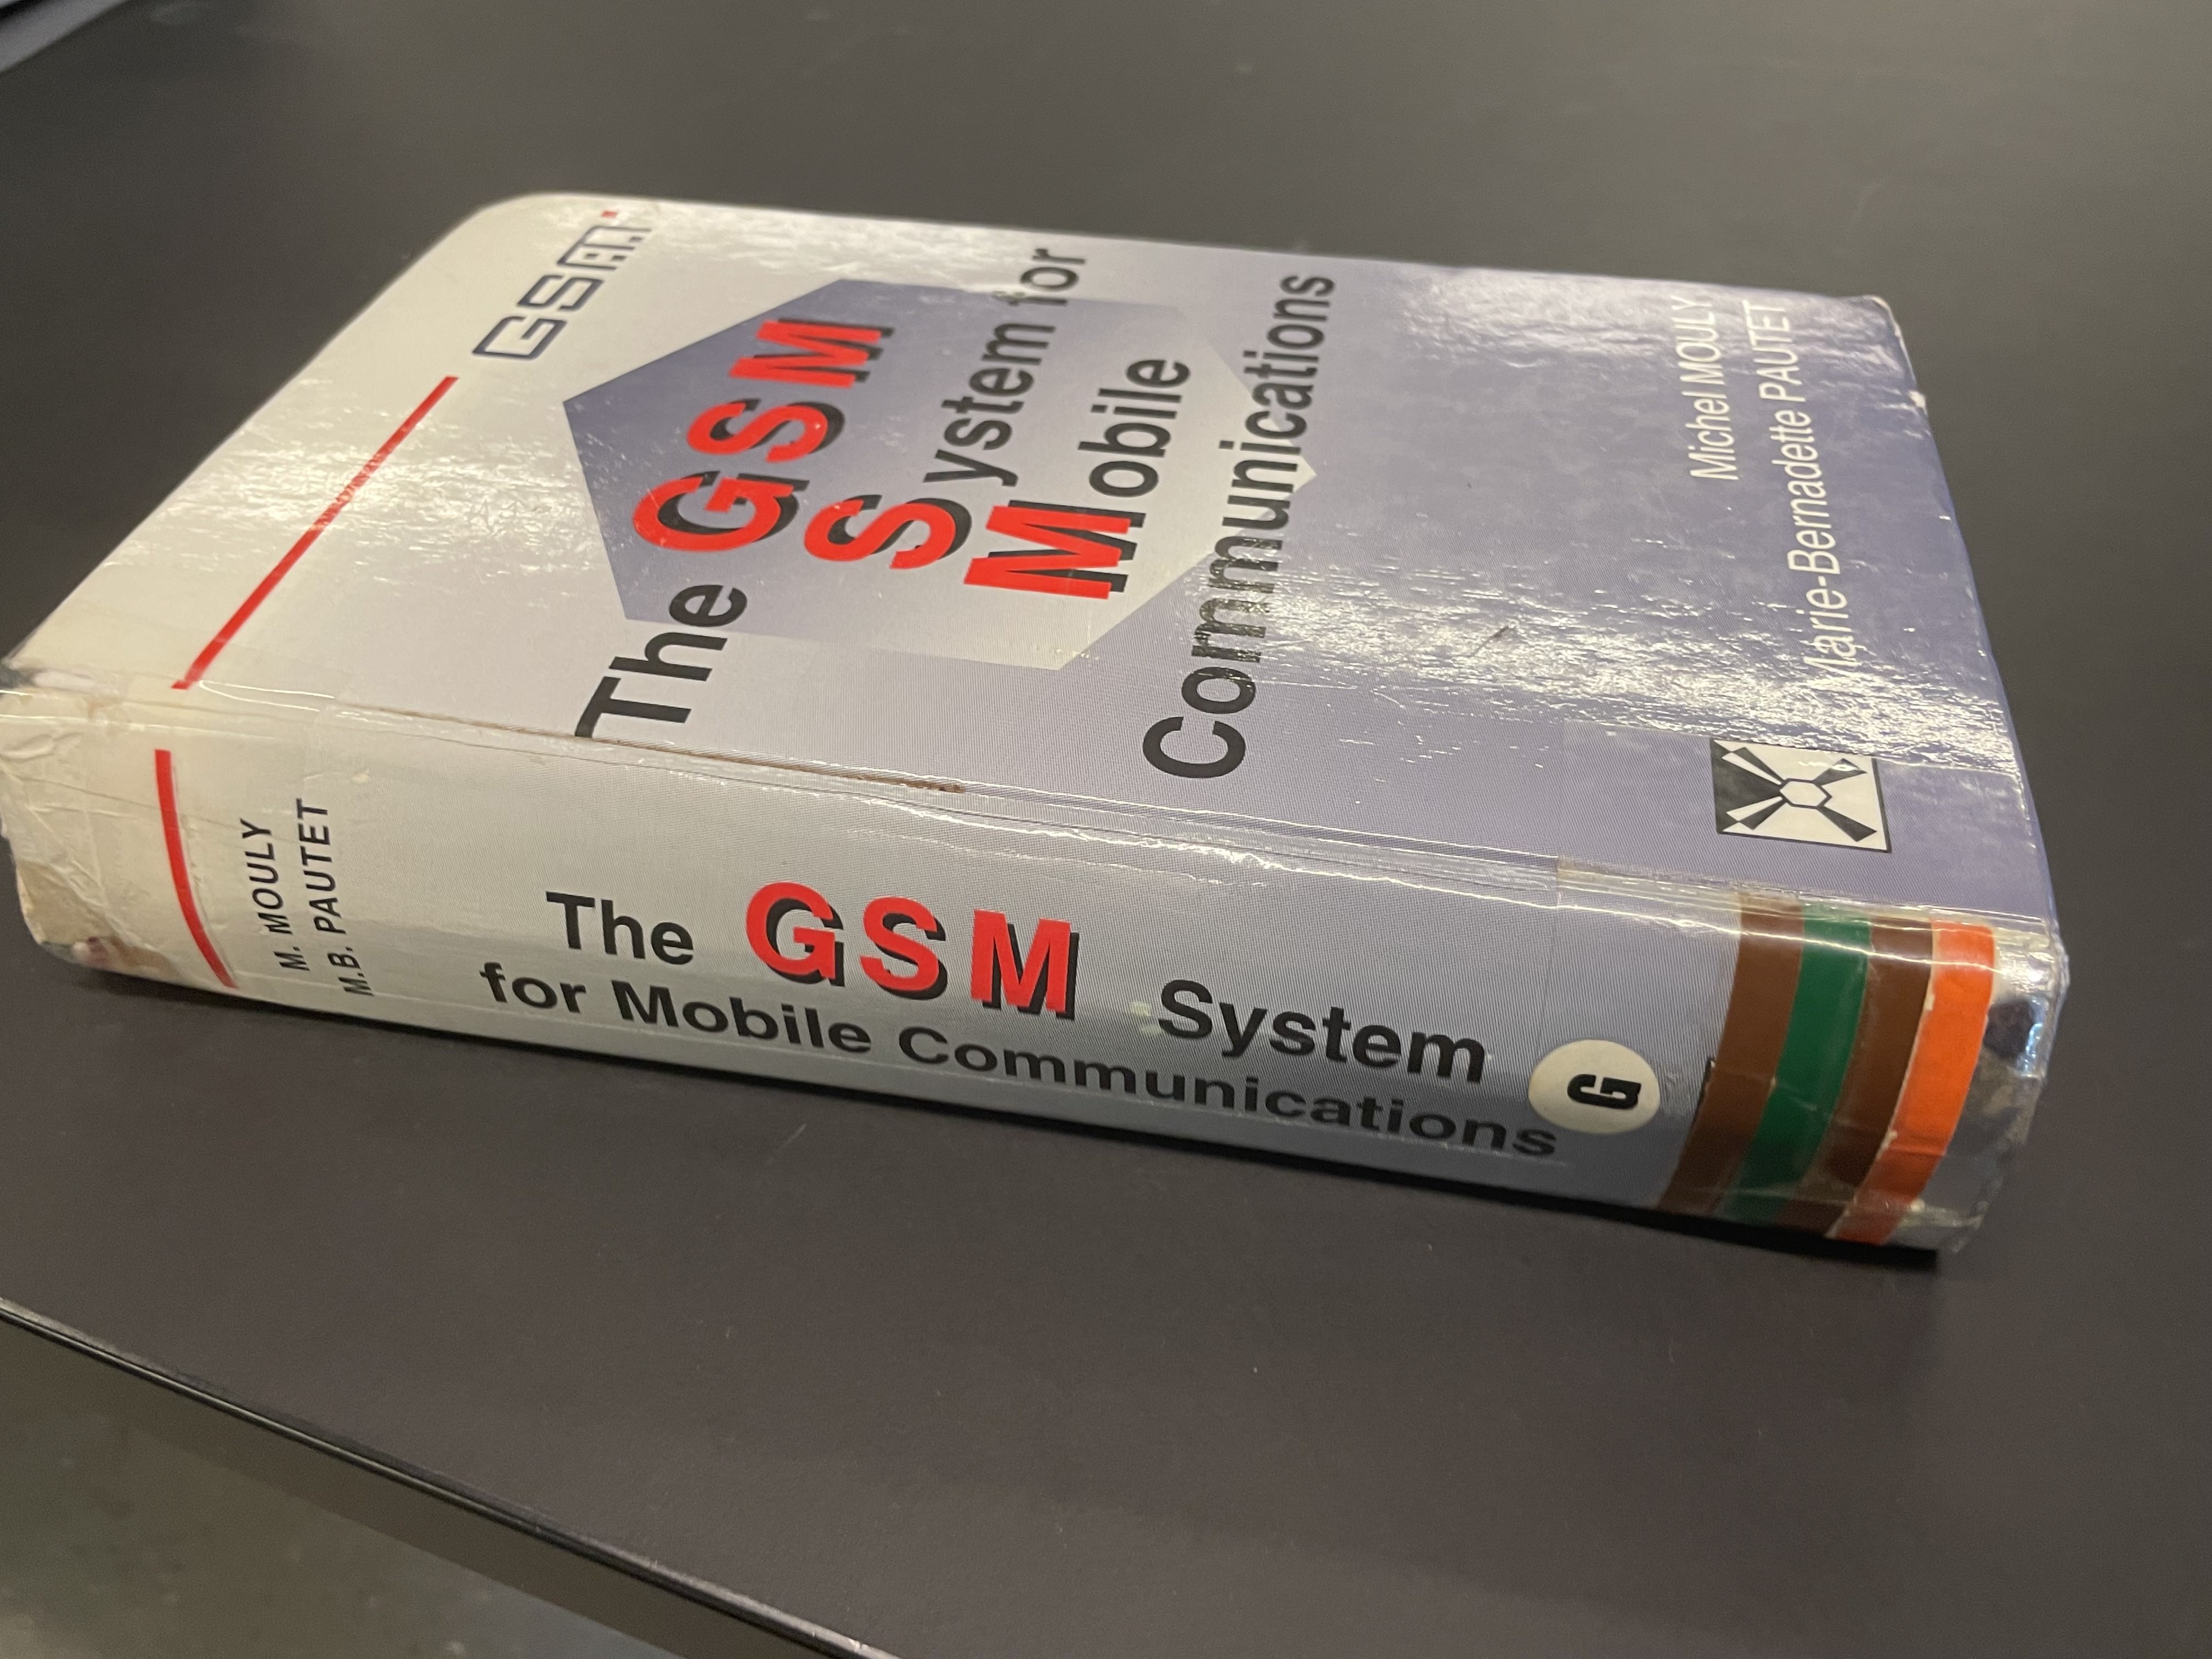 GSM
The GSM
System for
Mobile
Communications
Michel MOULY
Marie-Bernadette PAUTET
M. MOULY
M.B. PAUTET
The GSM System
for Mobile Communications
G